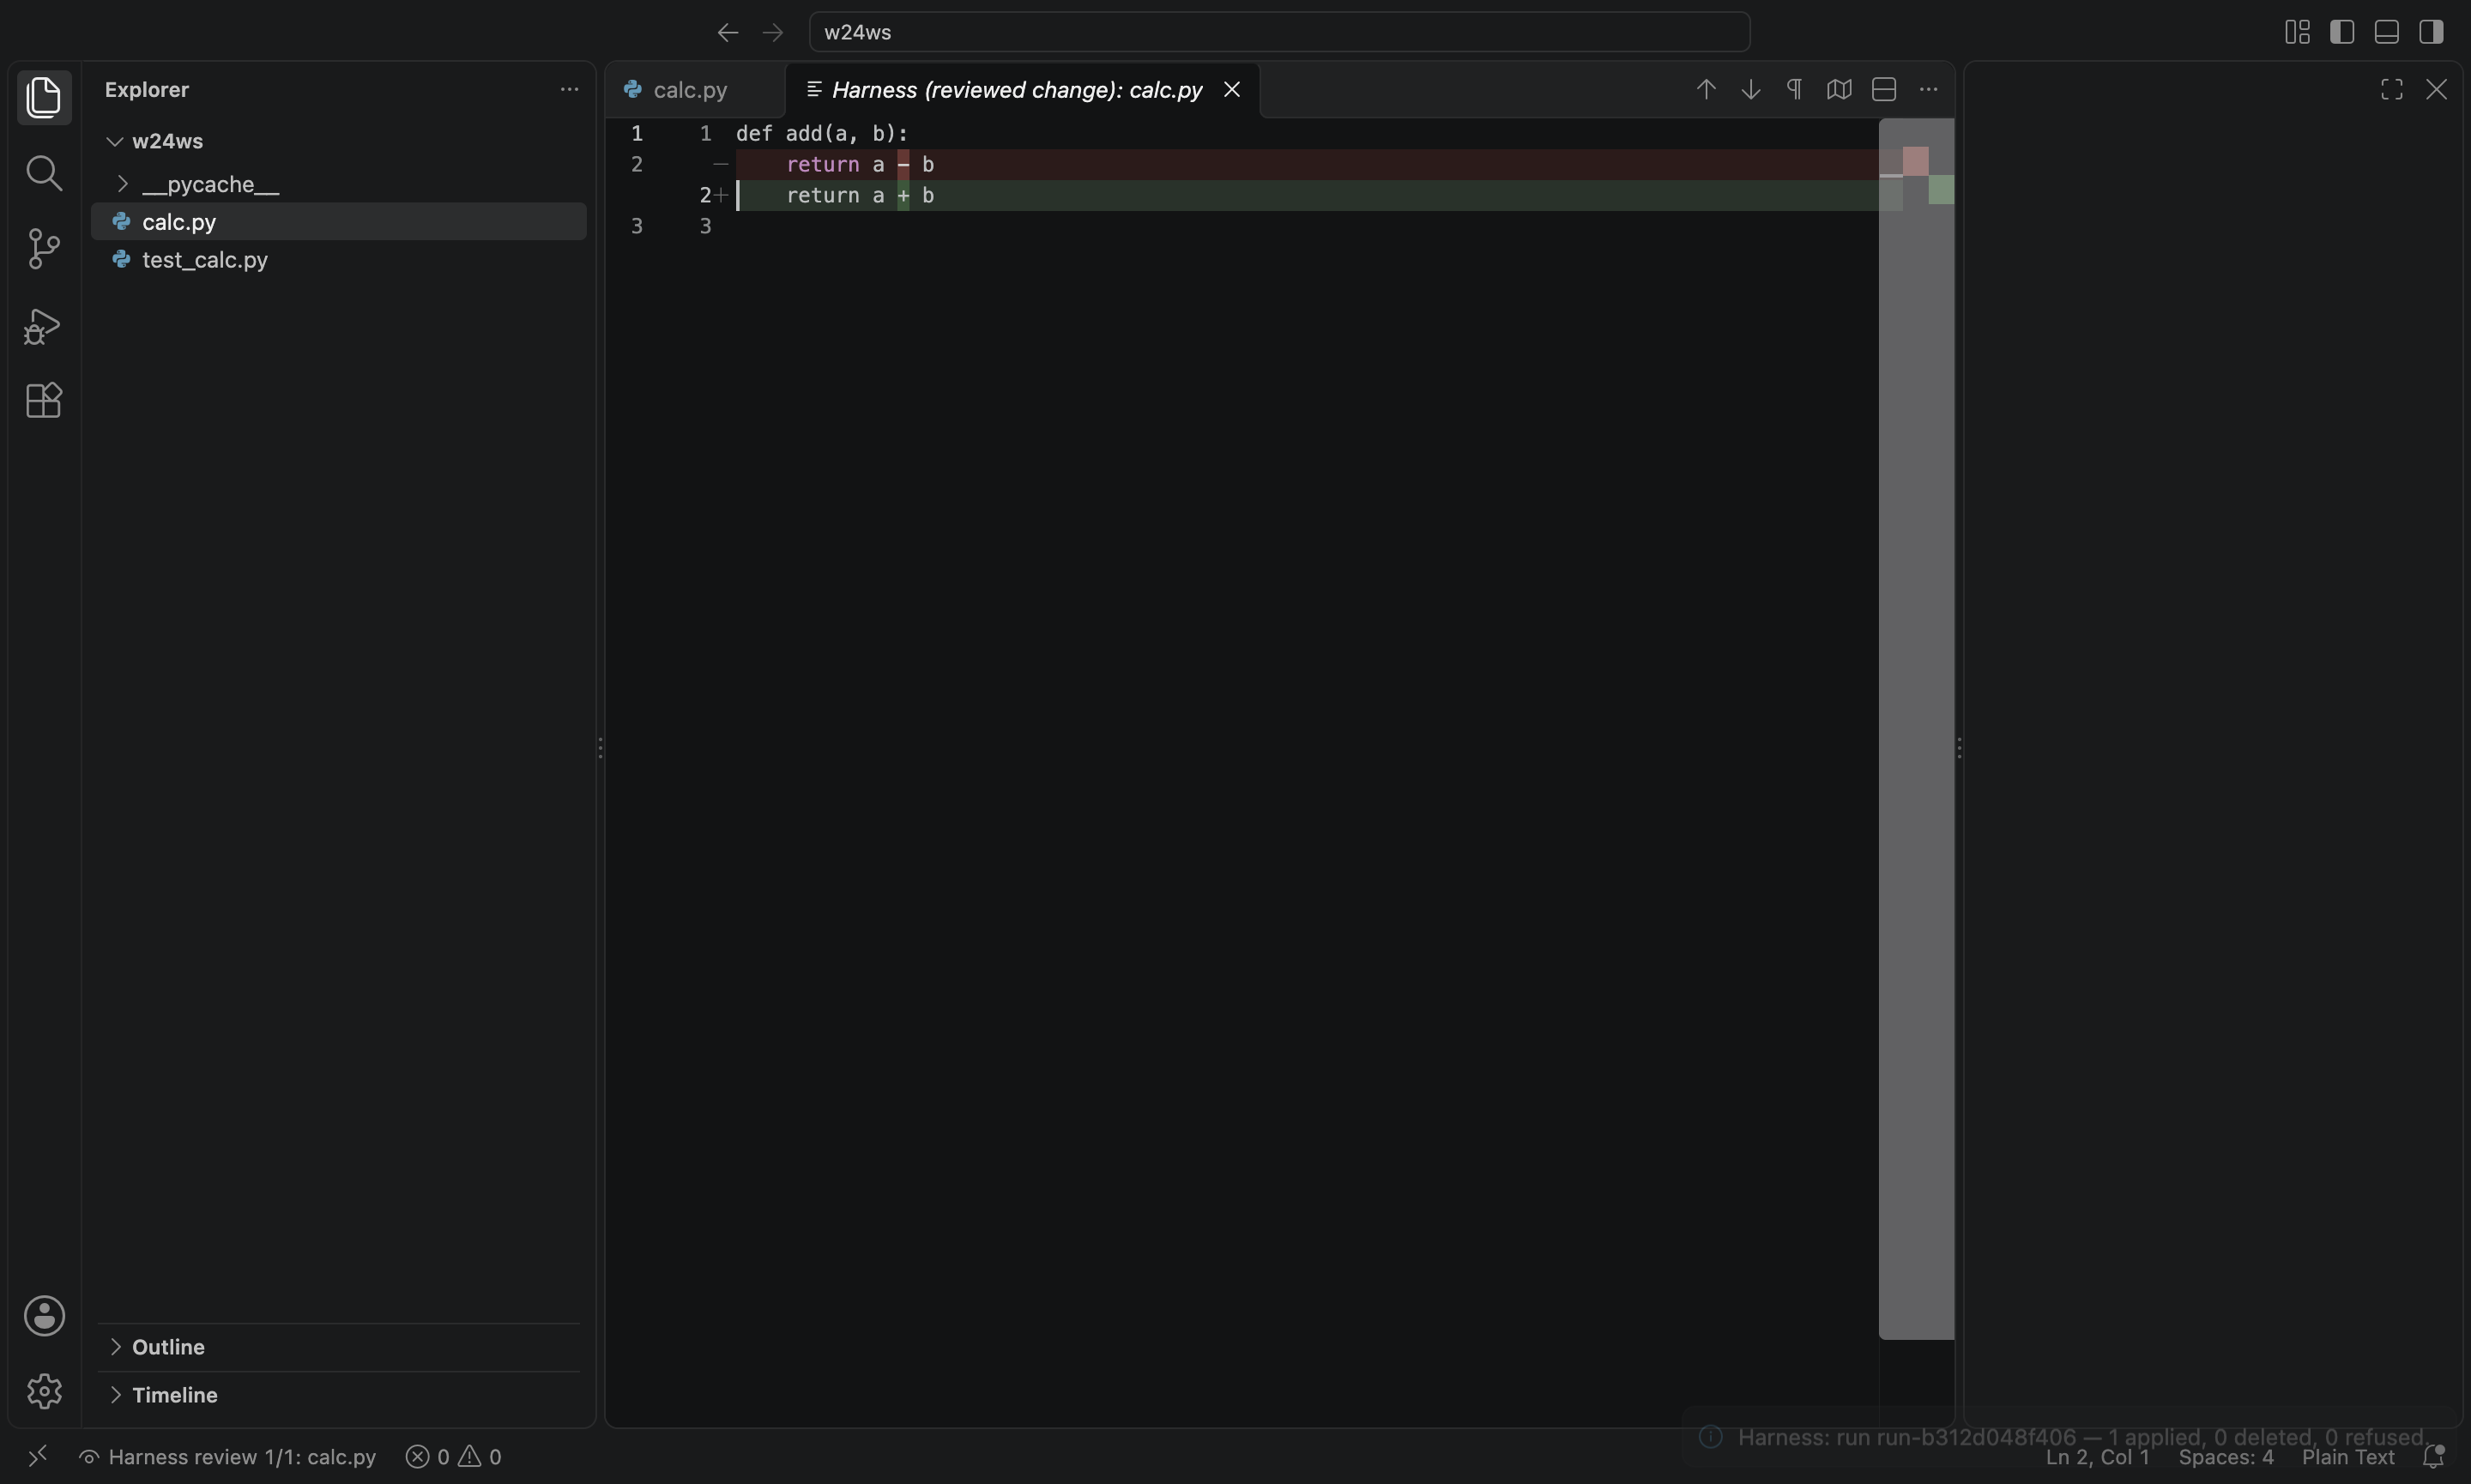 w24ws
Explorer
w24ws
__pycache__
calc.py
test_calc.py
Outline
Timeline
calc.py
Harness (reviewed change): calc.py
1 1 def add(a, b):
2 — return a - b
2+ return a + b
3 3
Harness: run run-b312d048f406 — 1 applied, 0 deleted, 0 refused.
Harness review 1/1: calc.py 0 0 Ln 2, Col 1 Spaces: 4 Plain Text